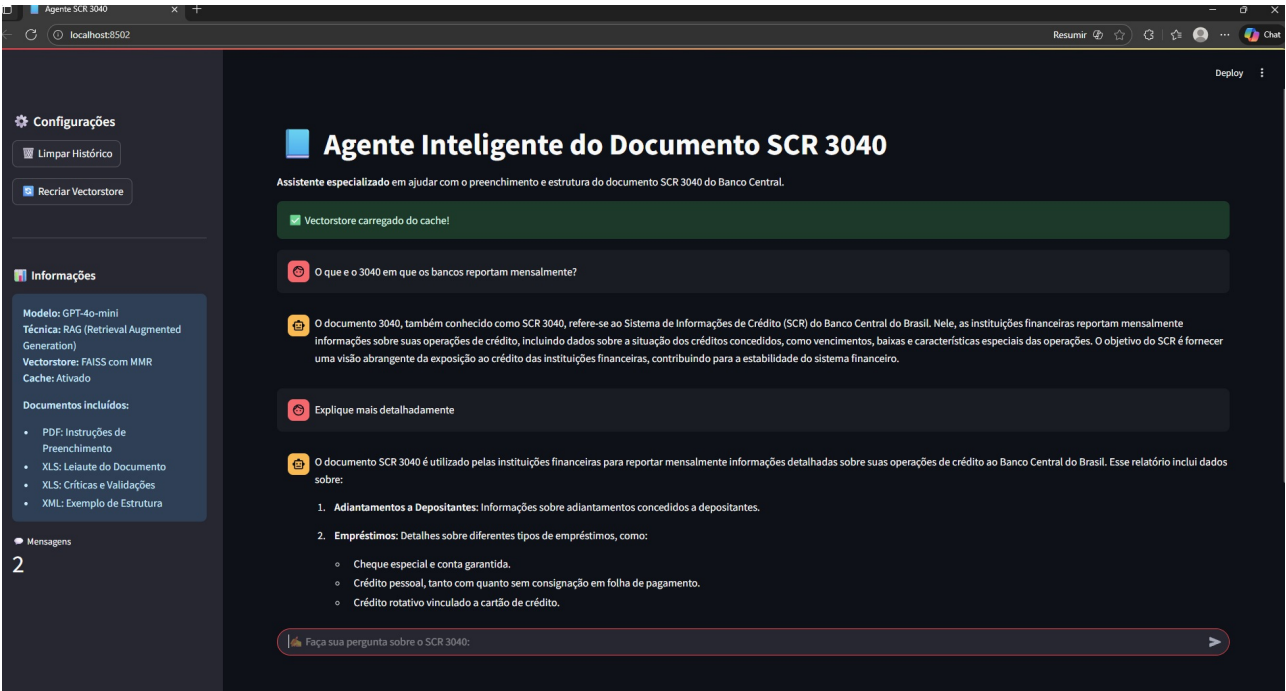 Agente SCR 3040
localhost:8502
Resumir
Chat
Deploy
Configurações
Limpar Histórico
Recriar Vectorstore
Informações
Modelo: GPT-4o-mini
Técnica: RAG (Retrieval Augmented
Generation)
Vectorstore: FAISS com MMR
Cache: Ativado
Documentos incluídos:
• PDF: Instruções de
Preenchimento
• XLS: Leiaute do Documento
• XLS: Críticas e Validações
• XML: Exemplo de Estrutura
Mensagens
2
Agente Inteligente do Documento SCR 3040
Assistente especializado em ajudar com o preenchimento e estrutura do documento SCR 3040 do Banco Central.
Vectorstore carregado do cache!
O que e o 3040 em que os bancos reportam mensalmente?
O documento 3040, também conhecido como SCR 3040, refere-se ao Sistema de Informações de Crédito (SCR) do Banco Central do Brasil. Nele, as instituições financeiras reportam mensalmente
informações sobre suas operações de crédito, incluindo dados sobre a situação dos créditos concedidos, como vencimentos, baixas e características especiais das operações. O objetivo do SCR é fornecer
uma visão abrangente da exposição ao crédito das instituições financeiras, contribuindo para a estabilidade do sistema financeiro.
Explique mais detalhadamente
O documento SCR 3040 é utilizado pelas instituições financeiras para reportar mensalmente informações detalhadas sobre suas operações de crédito ao Banco Central do Brasil. Esse relatório inclui dados
sobre:
1. Adiantamentos a Depositantes: Informações sobre adiantamentos concedidos a depositantes.
2. Empréstimos: Detalhes sobre diferentes tipos de empréstimos, como:
Cheque especial e conta garantida.
Crédito pessoal, tanto com quanto sem consignação em folha de pagamento.
Crédito rotativo vinculado a cartão de crédito.
Faça sua pergunta sobre o SCR 3040: